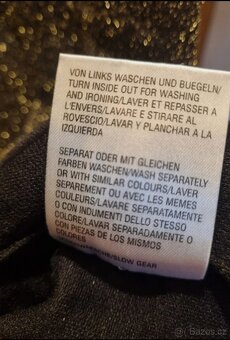 VON LINKS WASCHEN UND BUEGELN/
TURN INSIDE OUT FOR WASHING
AND IRONING/LAVER ET REPASSER A
L'ENVERS/LAVARE E STIRARE AL
ROVESCIO/LAVAR Y PLANCHAR A LA
IZQUIERDA
SEPARAT ODER MIT GLEICHEN
FARBEN WASCHEN/WASH SEPARATELY
OR WITH SIMILAR COLOURS/LAVER
SEPAREMENT OU AVEC LES MEMES
COULEURS/LAVARE SEPARATAMENTE
O CON INDUMENTI DELLO STESSO
COLORE/LAVAR SEPARADAMENTE O
CON PIEZAS DE LOS MISMOS
COLORES
/SLOW GEAR
Bazos.cz